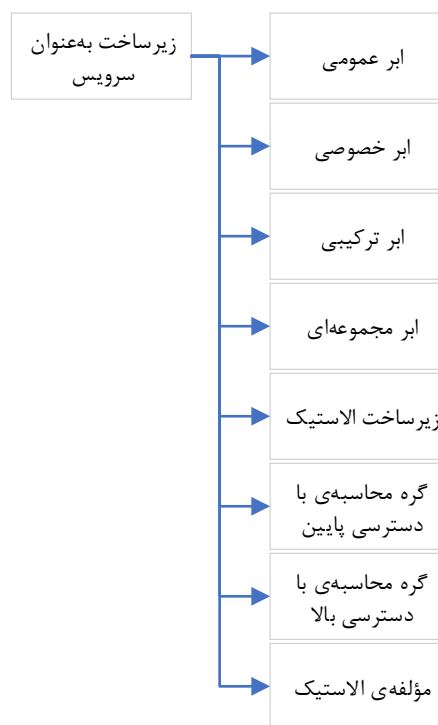 زیرساخت به‌عنوان
سرویس
ابر عمومی
ابر خصوصی
ابر ترکیبی
ابر مجموعه‌ای
زیرساخت الاستیک
گره محاسبه‌ی با
دسترسی پایین
گره محاسبه‌ی با
دسترسی بالا
مؤلفه‌ی الاستیک